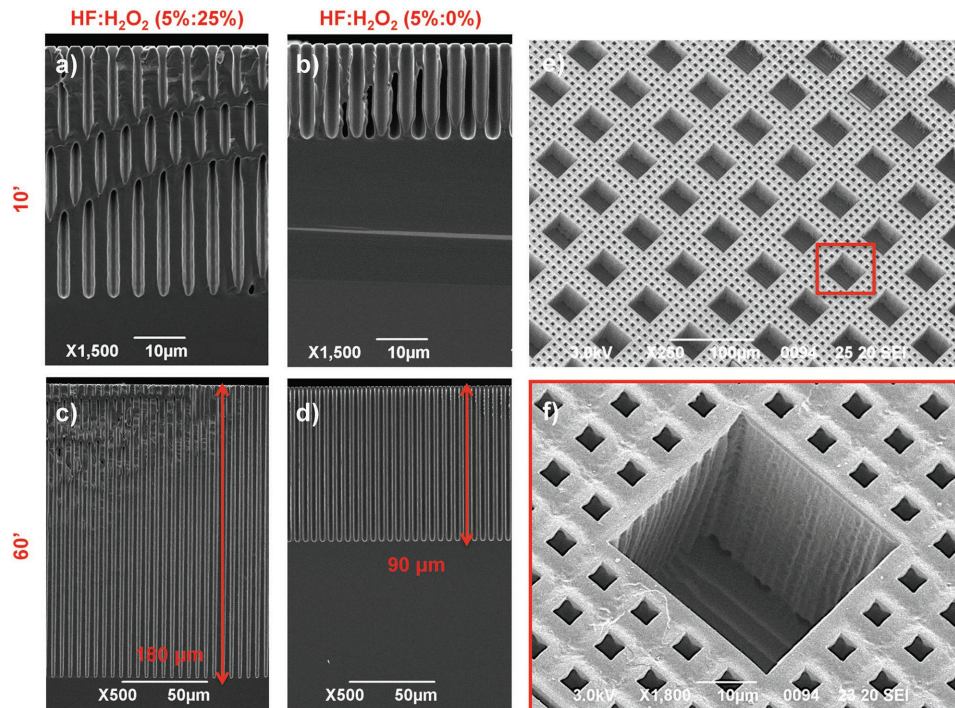 HF:H₂O₂ (5%:25%)
HF:H₂O₂ (5%:0%)
10'
60'
a)
X1,500 10μm
b)
X1,500 10μm
c)
180 μm
X500 50μm
d)
90 μm
X500 50μm
e)
3.0kV X250 100μm 0094 25 20 SEI
f)
3.0kV X1,800 10μm 0094 23 20 SEI